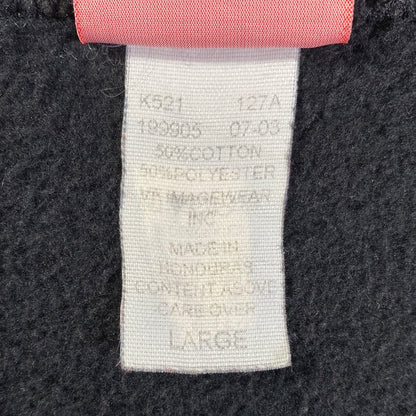 K521 127A
199905 07-03
50%COTTON
50%POLYESTER
VF IMAGEWEAR
INC
MADE IN
HONDURAS
CONTENT ABOVE
CARE OVER
LARGE